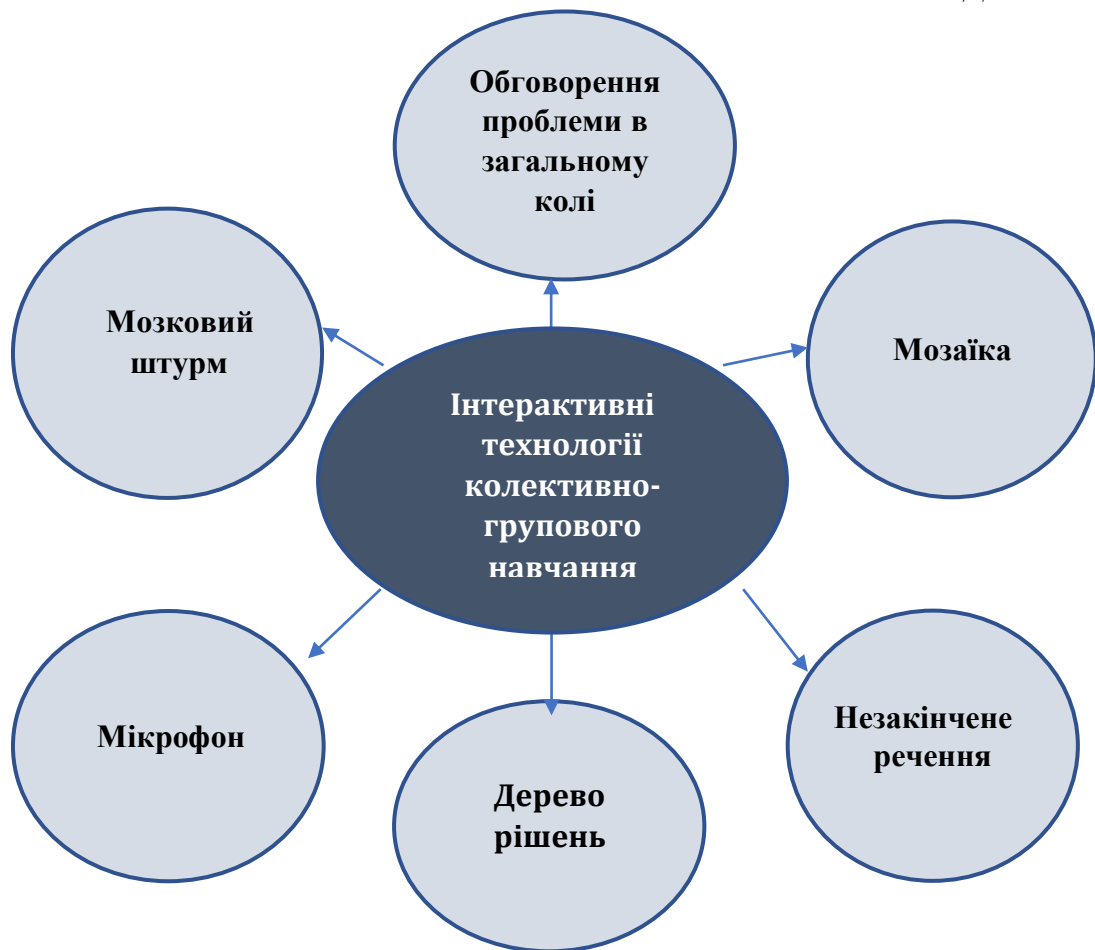 Обговорення
проблеми в
загальному
колі
Мозковий
штурм
Мозаїка
Інтерактивні
технології
колективно-
групового
навчання
Мікрофон
Незакінчене
речення
Дерево
рішень